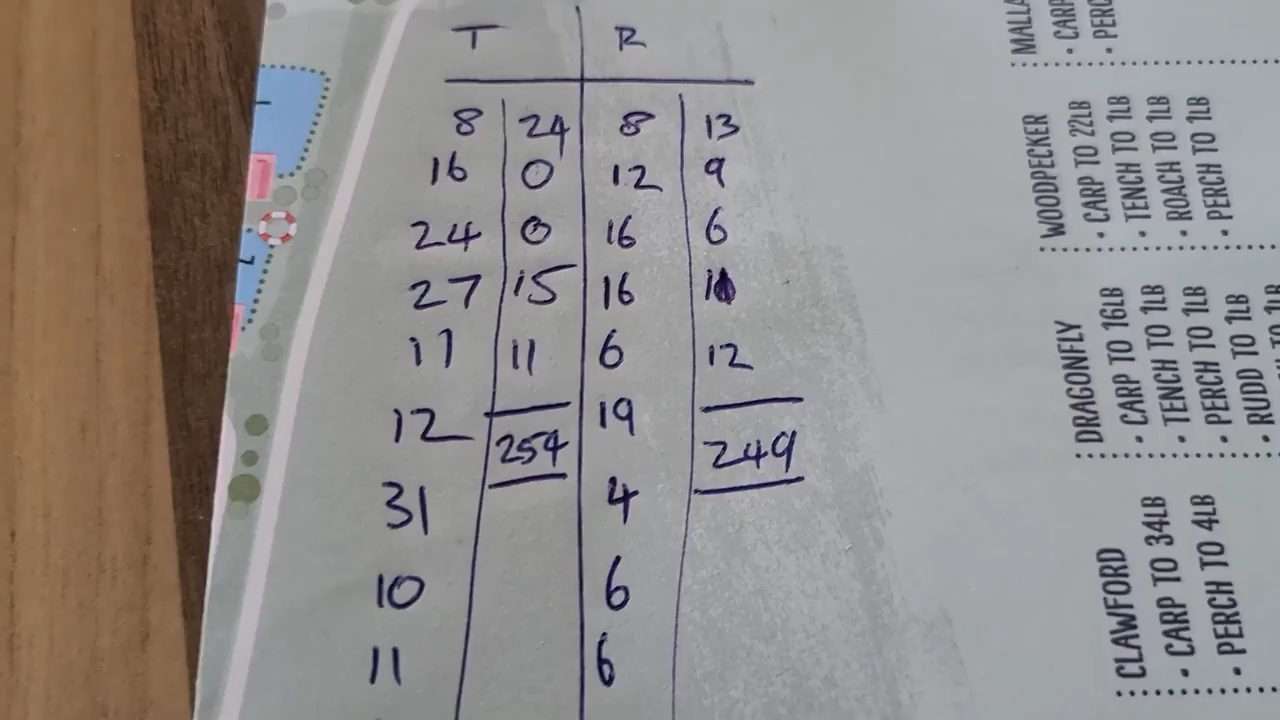 T R
8 24 8 13
16 0 12 9
24 0 16 6
27 15 16
17 11 6 12
12 254 19 249
31 4
10 6
11 6
MALLA
• CARP
• PERC
WOODPECKER
• CARP TO 22LB
• TENCH TO 1LB
• ROACH TO 1LB
• PERCH TO 1LB
DRAGONFLY
• CARP TO 16LB
• TENCH TO 1LB
• PERCH TO 1LB
• RUDD TO 1LB
TO 1LB
CLAWFORD
• CARP TO 34LB
• PERCH TO 4LB